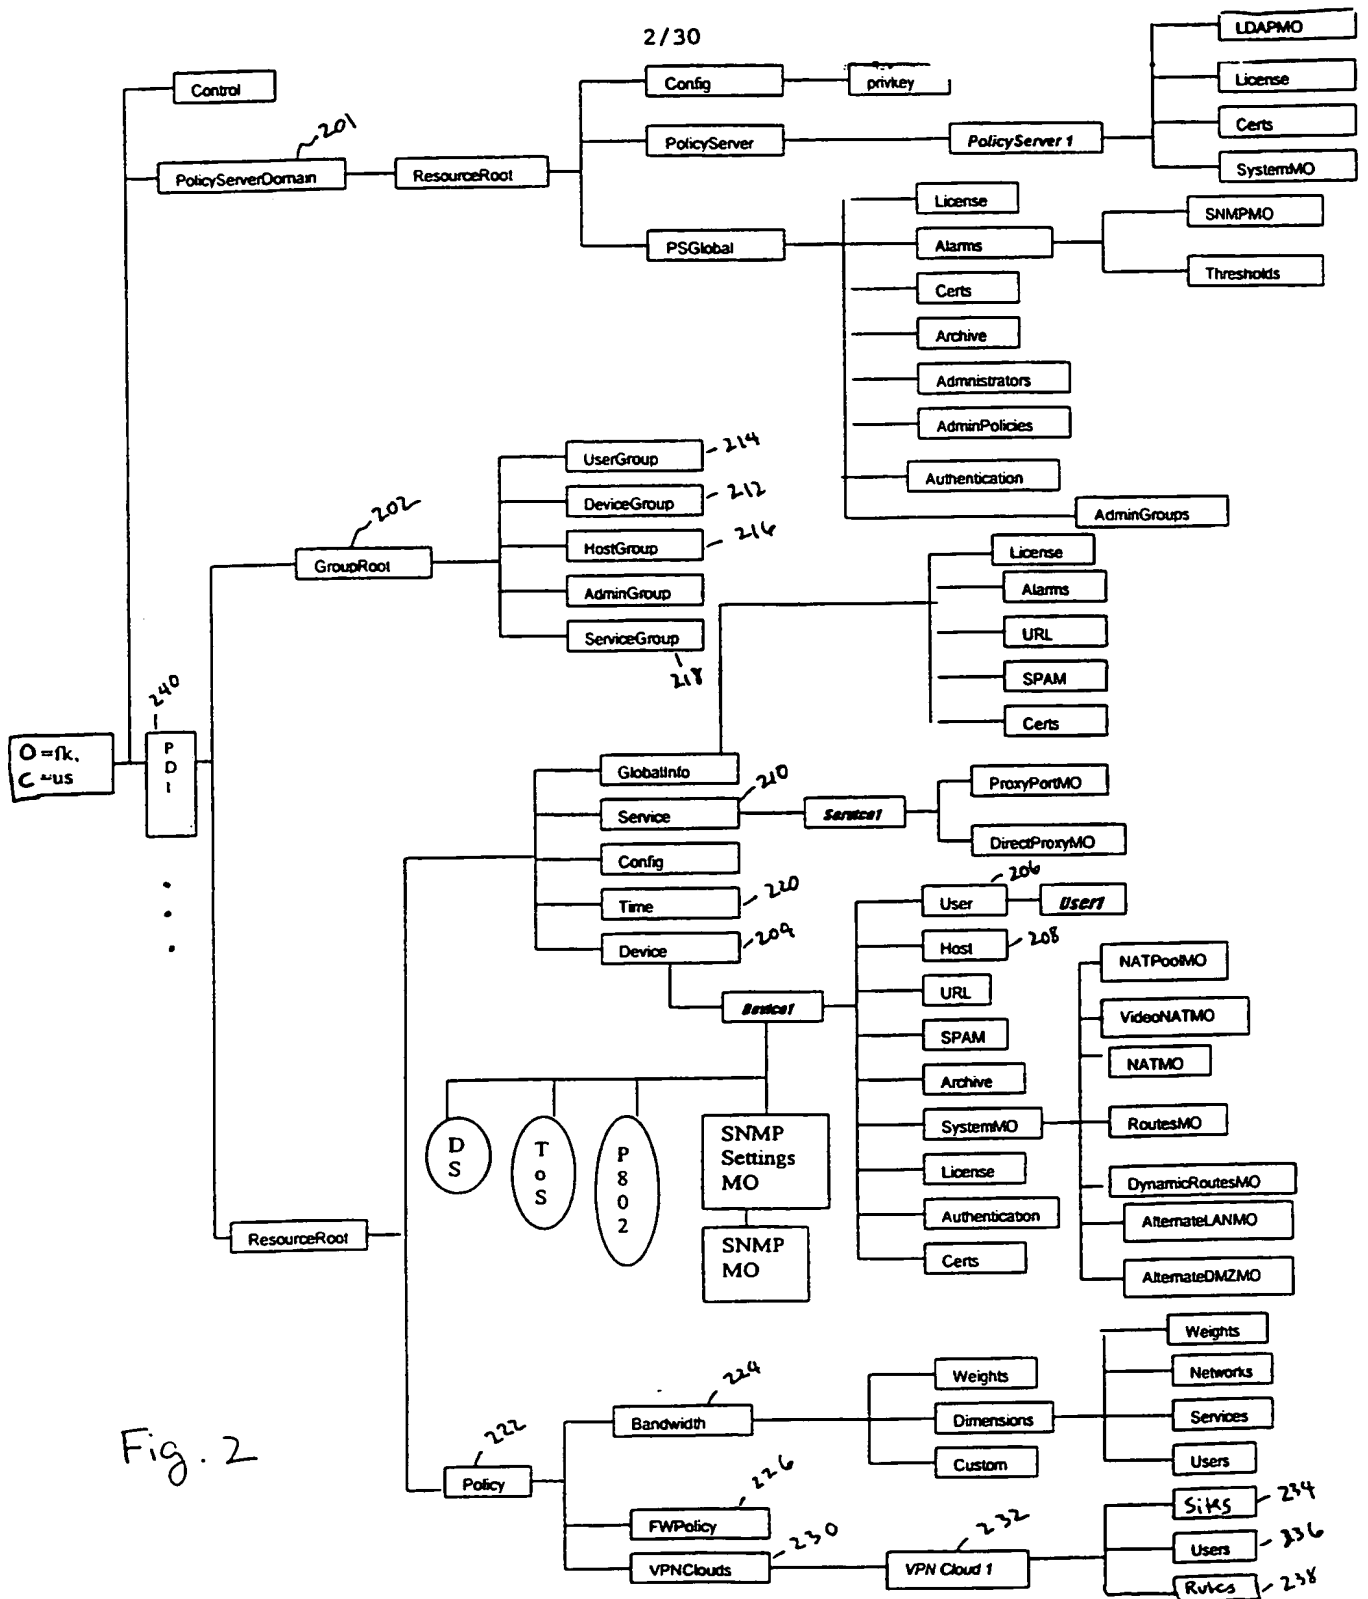 2/30
Control
201
PolicyServerDomain
ResourceRoot
Config
privkey
PolicyServer
PolicyServer 1
LDAPMO
License
Certs
SystemMO
PSGlobal
License
Alarms
SNMPMO
Thresholds
Certs
Archive
Admnistrators
AdminPolicies
Authentication
AdminGroups
202
GroupRoot
UserGroup
214
DeviceGroup
212
HostGroup
216
AdminGroup
ServiceGroup
218
License
Alarms
URL
SPAM
Certs
O=fk,
C=us
240
P
D
I
GlobalInfo
Service
210
Service1
ProxyPortMO
DirectProxyMO
Config
Time
220
Device
209
Device1
User
206
User1
Host
208
URL
SPAM
Archive
SystemMO
License
Authentication
Certs
NATPoolMO
VideoNATMO
NATMO
RoutesMO
DynamicRoutesMO
AlternateLANMO
AlternateDMZMO
D
S
T
o
S
P
8
0
2
SNMP
Settings
MO
SNMP
MO
ResourceRoot
222
Policy
224
Bandwidth
Weights
Dimensions
Custom
Weights
Networks
Services
Users
226
FWPolicy
VPNClouds
230
232
VPN Cloud 1
Sites
234
Users
236
Rules
238
Fig. 2